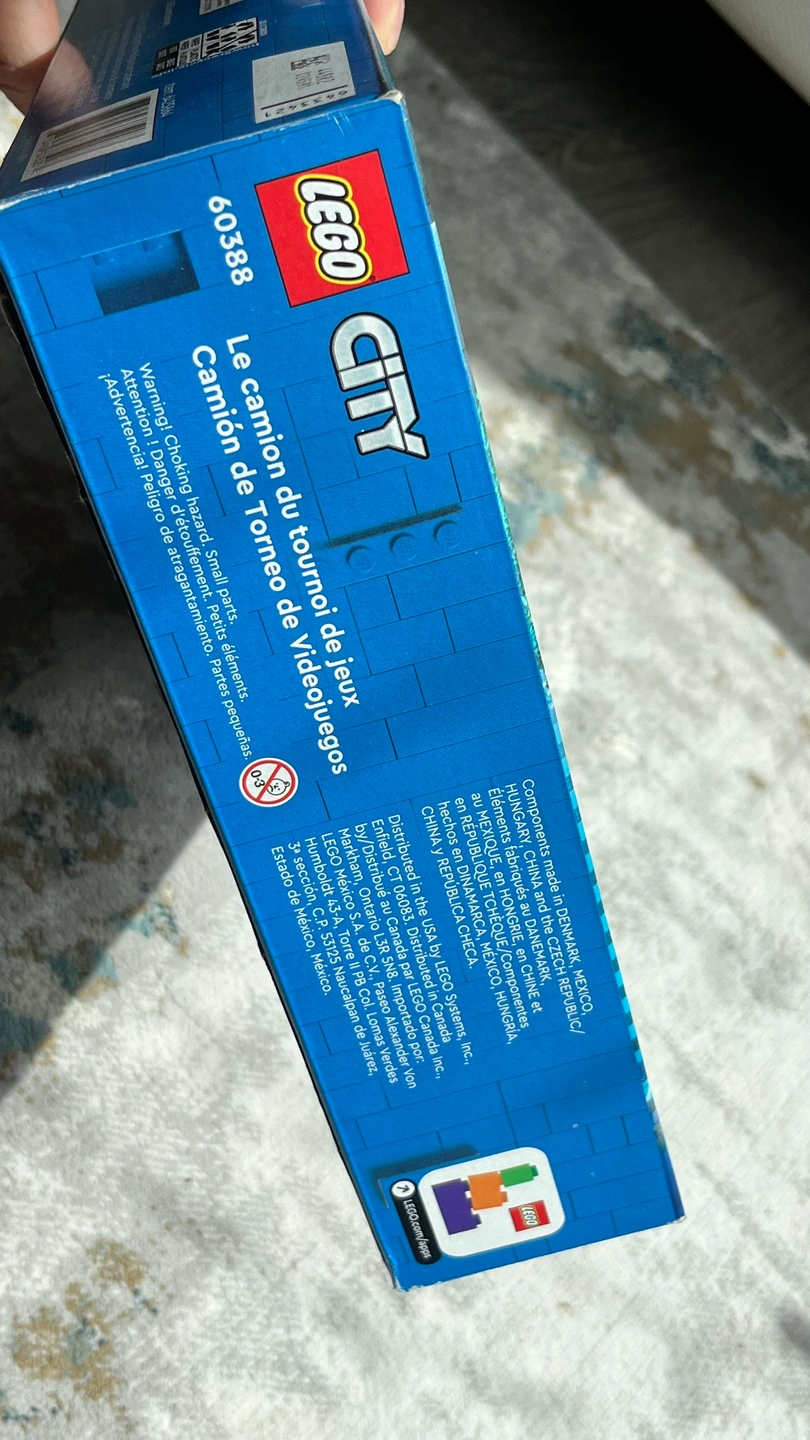 LEGO
CITY
60388
Le camion du tournoi de jeux
Camión de Torneo de Videojuegos
Warning! Choking hazard. Small parts.
Attention ! Danger d'étouffement. Petits éléments.
¡Advertencia! Peligro de atragantamiento. Partes pequeñas.
0-3
Components made in DENMARK, MEXICO,
HUNGARY, CHINA and the CZECH REPUBLIC/
Éléments fabriqués au DANEMARK,
au MEXIQUE, en HONGRIE, en CHINE et
en RÉPUBLIQUE TCHÈQUE/Componentes
hechos en DINAMARCA, MÉXICO, HUNGRÍA,
CHINA y REPÚBLICA CHECA.
Distributed in the USA by LEGO Systems, Inc.,
Enfield, CT 06083. Distributed in Canada
by/Distribué au Canada par LEGO Canada Inc.,
Markham, Ontario L3R 5N8. Importado por:
LEGO México S.A. de C.V., Paseo Alexander Von
Humboldt 43-A, Torre II PB Col. Lomas Verdes
3ª sección, C.P. 53125 Naucalpan de Juárez,
Estado de México, México.
LEGO
LEGO.com/apps